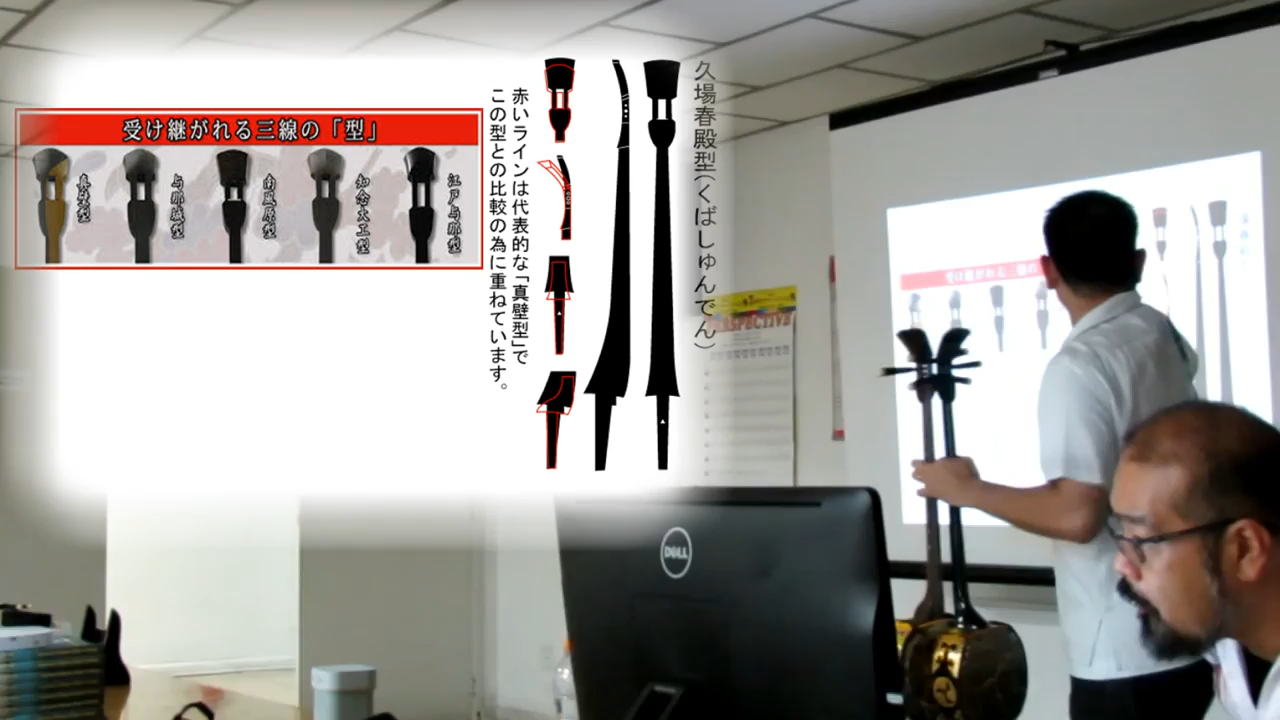 受け継がれる三線の「型」
真壁型
与那城型
南風原型
知念大工型
江戸与那型
久場春殿型(くばしゅんでん)
赤いラインは代表的な「真壁型」で
この型との比較の為に重ねています。
PERSPECTIVE
DELL